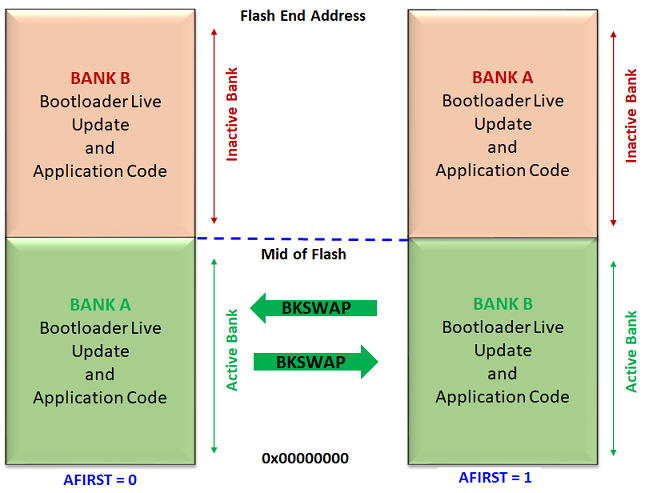 Flash End Address
BANK B
Bootloader Live
Update
and
Application Code
Inactive Bank
BANK A
Bootloader Live
Update
and
Application Code
Inactive Bank
Mid of Flash
BANK A
Bootloader Live
Update
and
Application Code
Active Bank
BKSWAP
BKSWAP
BANK B
Bootloader Live
Update
and
Application Code
Active Bank
0x00000000
AFIRST = 0
AFIRST = 1